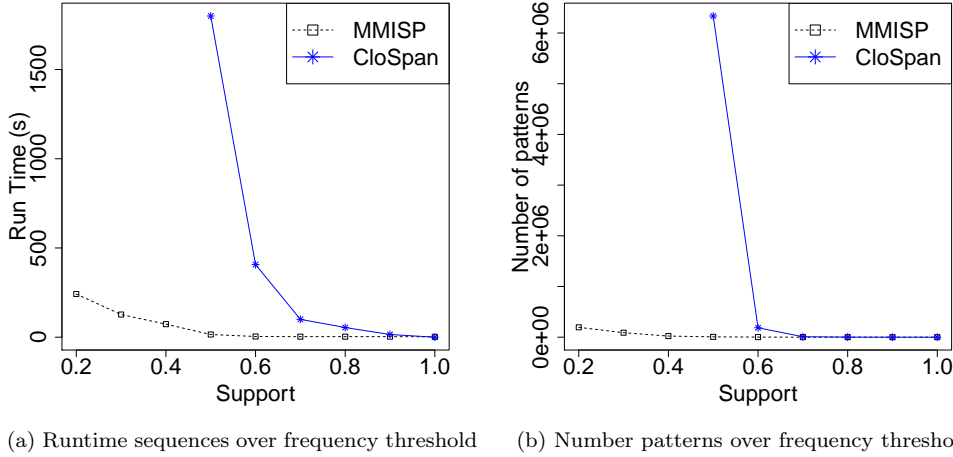 MMISP
CloSpan
Run Time (s)
0
500
1000
1500
0.2 0.4 0.6 0.8 1.0
Support
(a) Runtime sequences over frequency threshold
MMISP
CloSpan
Number of patterns
0e+00
2e+06
4e+06
6e+06
0.2 0.4 0.6 0.8 1.0
Support
(b) Number patterns over frequency thresho